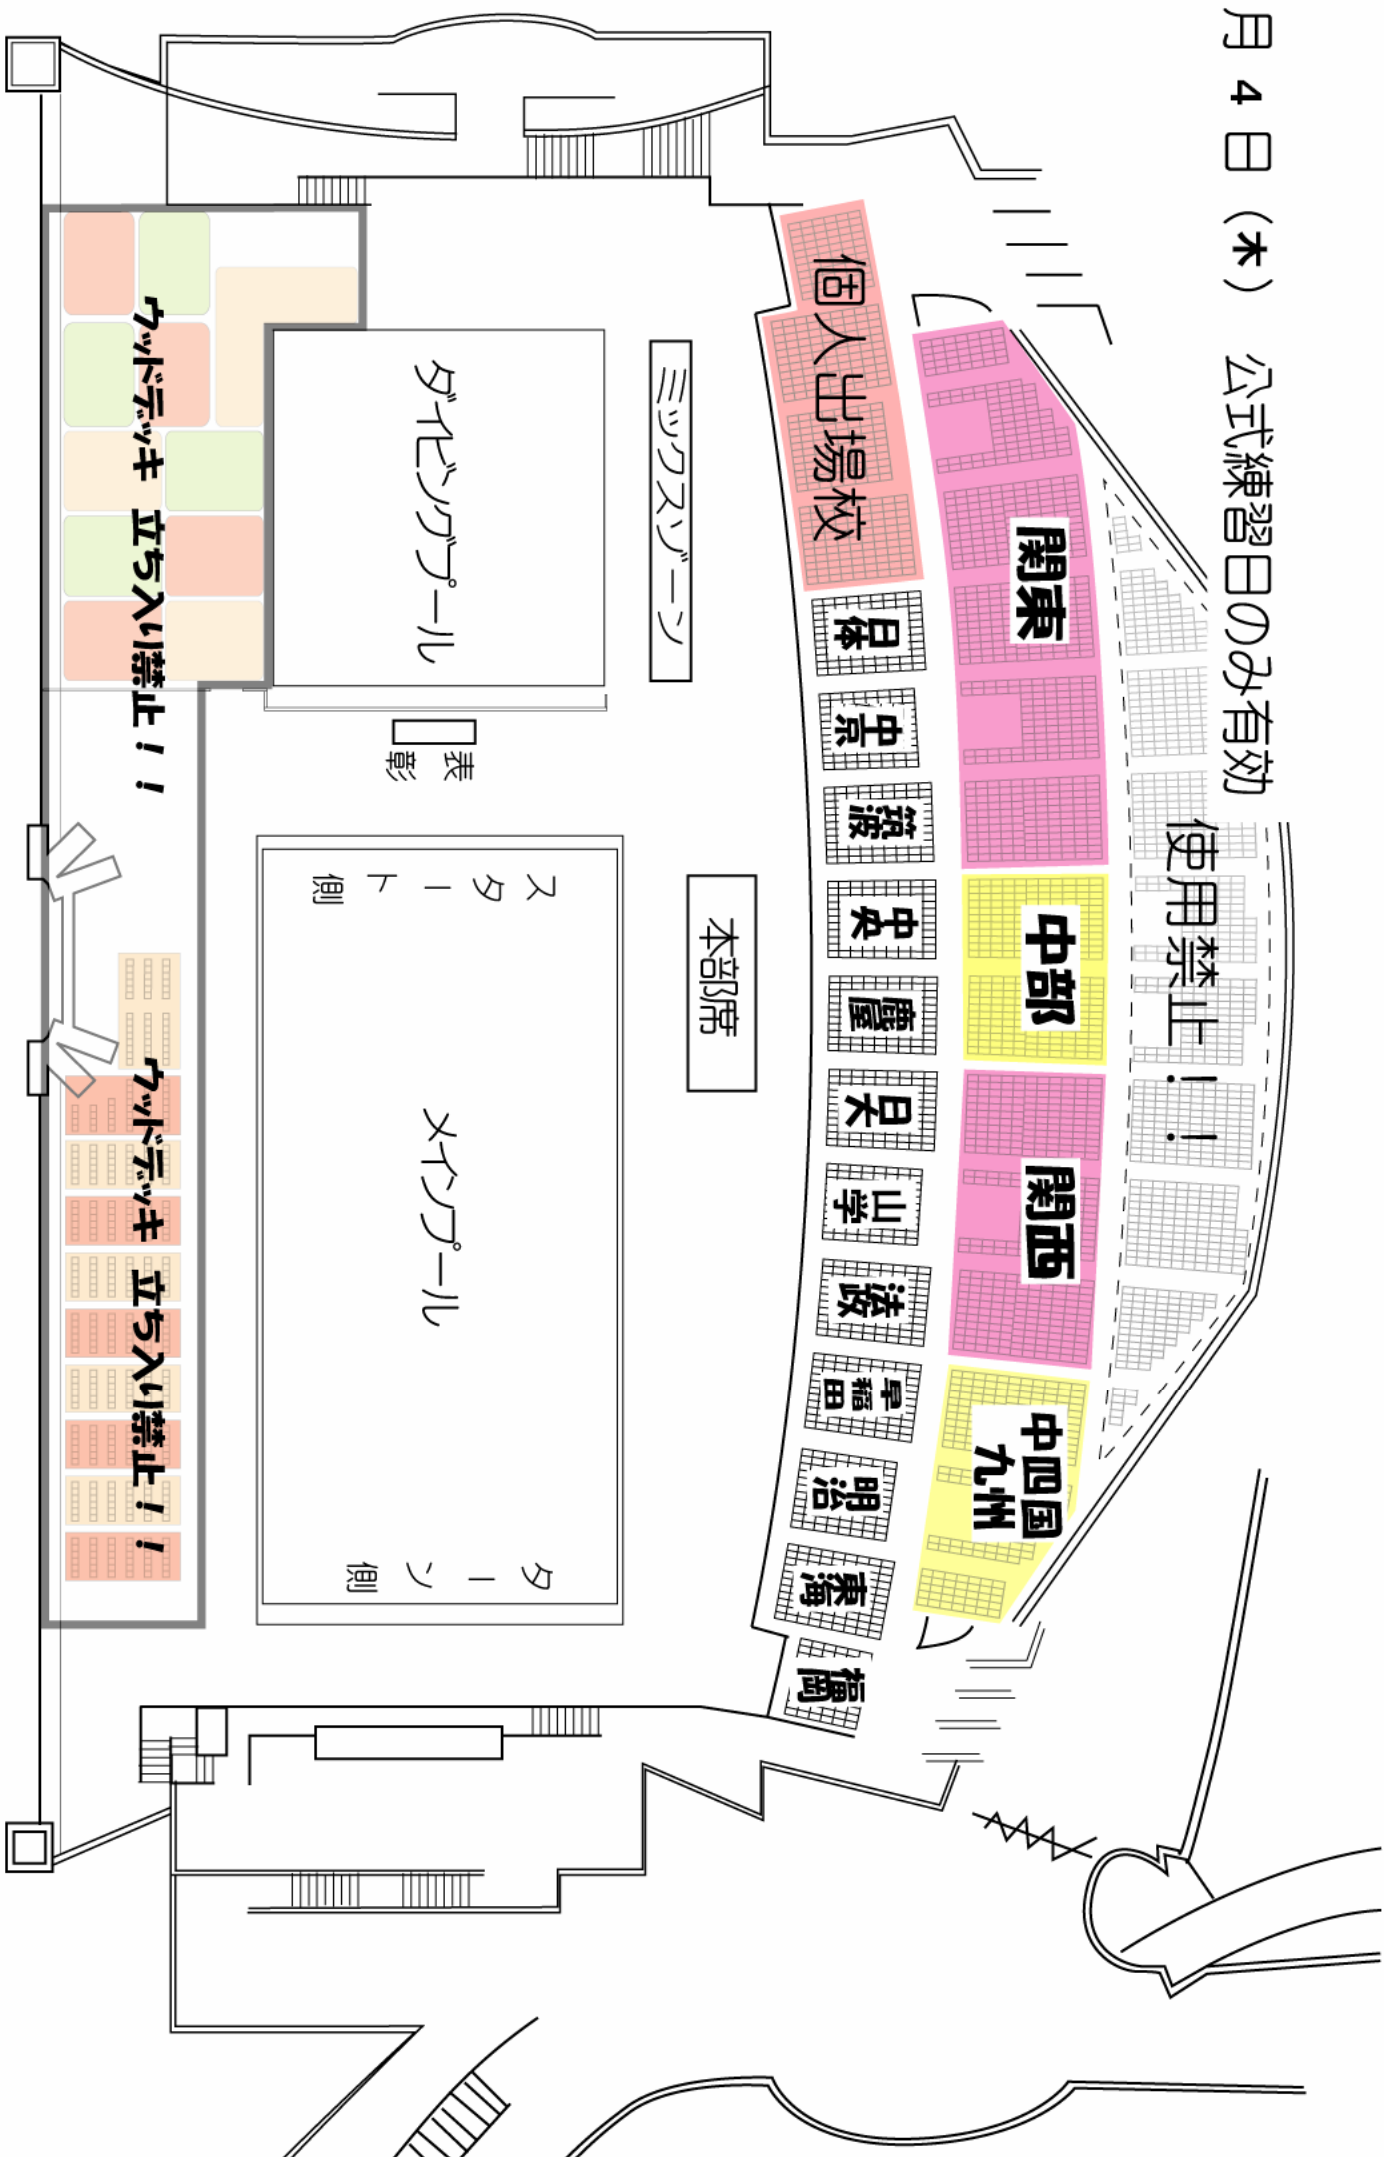 月 4 日（木） 公式練習日のみ有効
使用禁止！！
関東
中部
関西
中四国
九州
個人出場校
日体
中京
筑波
中央
鹿屋
日大
山学
法政
早稲田
明治
東海
福岡
ミックスゾーン
本部席
ダイビングプール
表彰
スタート側
メインプール
ターン側
ウッドデッキ 立ち入り禁止！！
ウッドデッキ 立ち入り禁止！！